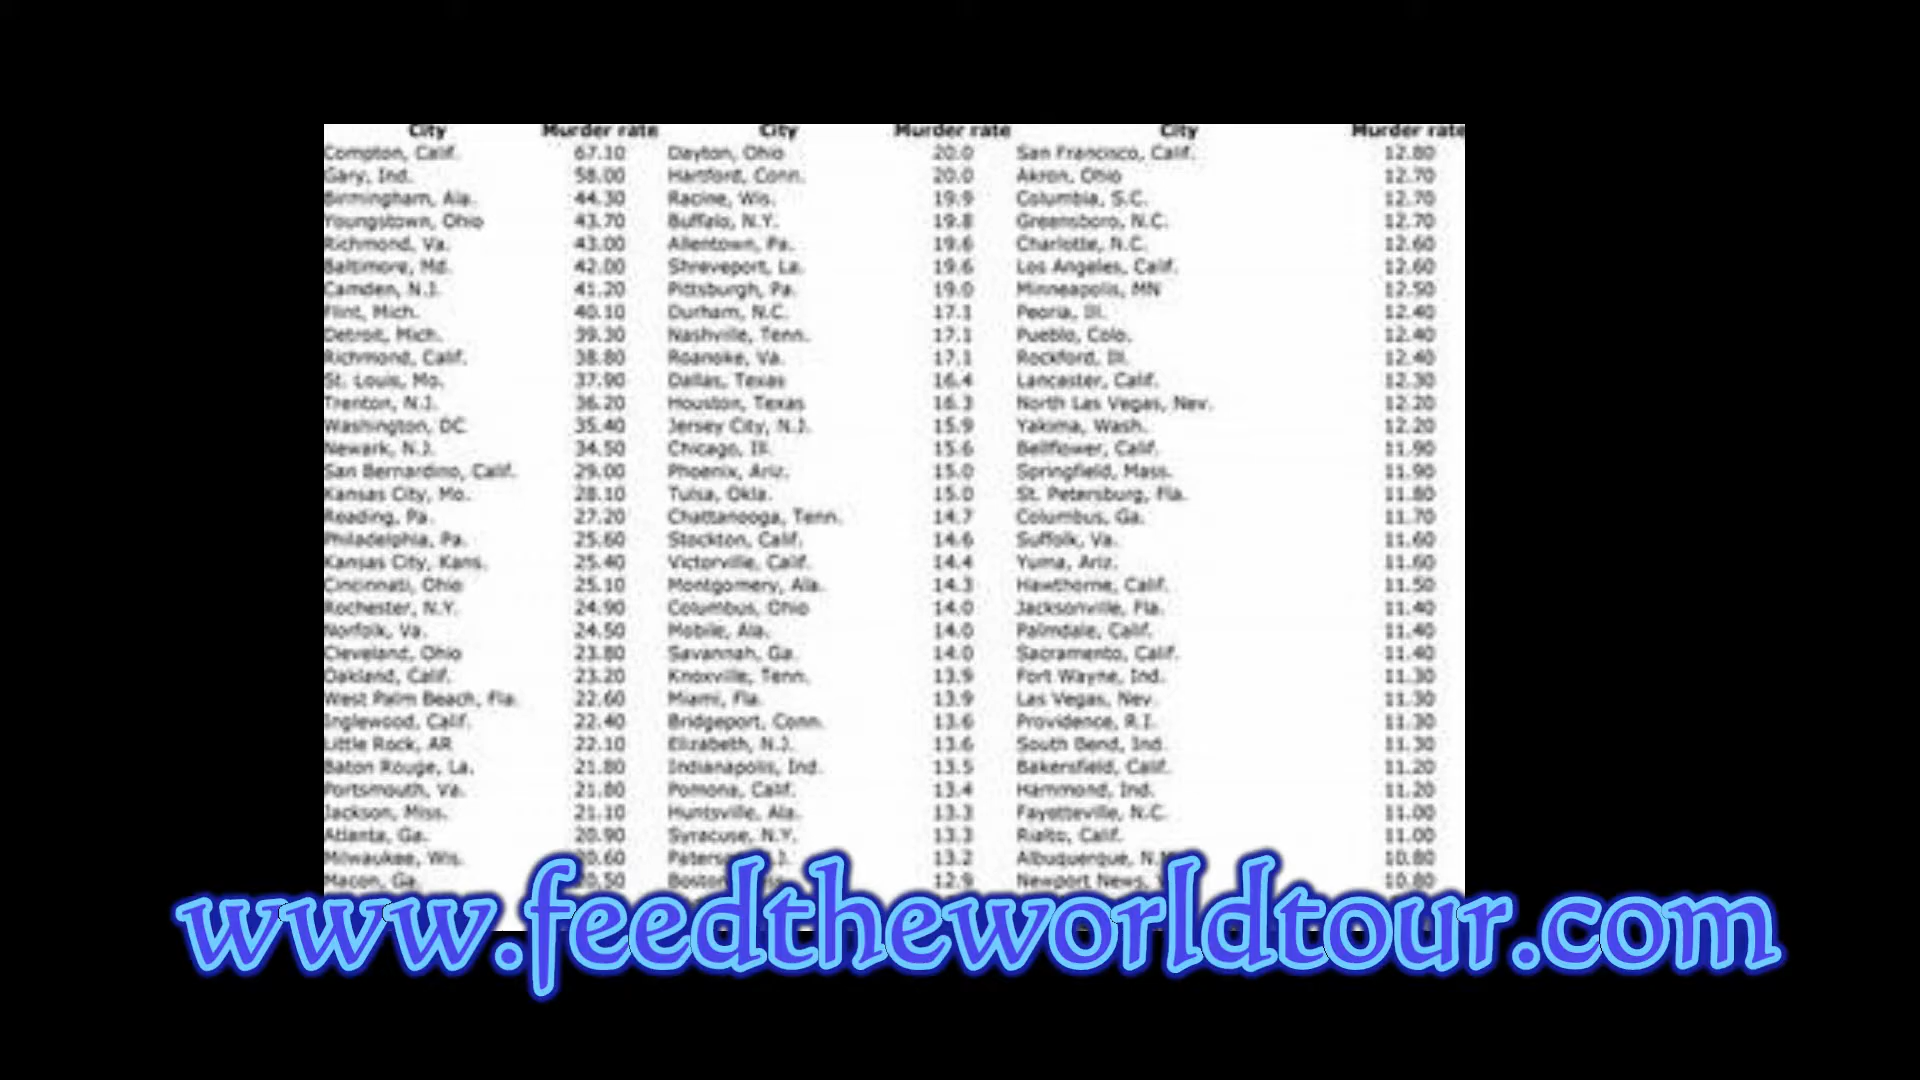 City Murder rate City Murder rate City Murder rate
Compton, Calif. 67.10 Dayton, Ohio 20.0 San Francisco, Calif. 12.80
Gary, Ind. 58.00 Hartford, Conn. 20.0 Akron, Ohio 12.70
Birmingham, Ala. 44.30 Racine, Wis. 19.9 Columbia, S.C. 12.70
Youngstown, Ohio 43.70 Buffalo, N.Y. 19.8 Greensboro, N.C. 12.70
Richmond, Va. 43.00 Allentown, Pa. 19.6 Charlotte, N.C. 12.60
Baltimore, Md. 42.00 Shreveport, La. 19.6 Los Angeles, Calif. 12.60
Camden, N.J. 41.20 Pittsburgh, Pa. 19.0 Minneapolis, MN 12.50
Flint, Mich. 40.10 Durham, N.C. 17.1 Peoria, Ill. 12.40
Detroit, Mich. 39.30 Nashville, Tenn. 17.1 Pueblo, Colo. 12.40
Richmond, Calif. 38.80 Roanoke, Va. 17.1 Rockford, Ill. 12.40
St. Louis, Mo. 37.90 Dallas, Texas 16.4 Lancaster, Calif. 12.30
Trenton, N.J. 36.20 Houston, Texas 16.3 North Las Vegas, Nev. 12.20
Washington, DC 35.40 Jersey City, N.J. 15.9 Yakima, Wash. 12.20
Newark, N.J. 34.50 Chicago, Ill. 15.6 Bellflower, Calif. 11.90
San Bernardino, Calif. 29.00 Phoenix, Ariz. 15.0 Springfield, Mass. 11.90
Kansas City, Mo. 28.10 Tulsa, Okla. 15.0 St. Petersburg, Fla. 11.80
Reading, Pa. 27.20 Chattanooga, Tenn. 14.7 Columbus, Ga. 11.70
Philadelphia, Pa. 25.60 Stockton, Calif. 14.6 Suffolk, Va. 11.60
Kansas City, Kans. 25.40 Victorville, Calif. 14.4 Yuma, Ariz. 11.60
Cincinnati, Ohio 25.10 Montgomery, Ala. 14.3 Hawthorne, Calif. 11.50
Rochester, N.Y. 24.90 Columbus, Ohio 14.0 Jacksonville, Fla. 11.40
Norfolk, Va. 24.50 Mobile, Ala. 14.0 Palmdale, Calif. 11.40
Cleveland, Ohio 23.80 Savannah, Ga. 14.0 Sacramento, Calif. 11.40
Oakland, Calif. 23.20 Knoxville, Tenn. 13.9 Fort Wayne, Ind. 11.30
West Palm Beach, Fla. 22.60 Miami, Fla. 13.9 Las Vegas, Nev. 11.30
Inglewood, Calif. 22.40 Bridgeport, Conn. 13.6 Providence, R.I. 11.30
Little Rock, AR 22.10 Elizabeth, N.J. 13.6 South Bend, Ind. 11.30
Baton Rouge, La. 21.80 Indianapolis, Ind. 13.5 Bakersfield, Calif. 11.20
Portsmouth, Va. 21.80 Pomona, Calif. 13.4 Hammond, Ind. 11.20
Jackson, Miss. 21.10 Huntsville, Ala. 13.3 Fayetteville, N.C. 11.00
Atlanta, Ga. 20.90 Syracuse, N.Y. 13.3 Rialto, Calif. 11.00
Milwaukee, Wis. 20.60 13.2 Albuquerque, 10.80
Macon, Ga. 20.50 12.9 Newport News, 10.80
www.feedtheworldtour.com